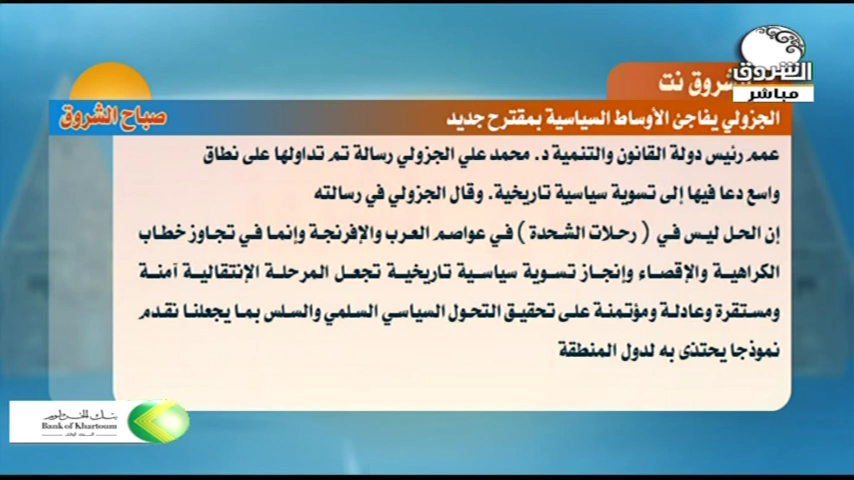 الشروق
مباشر
الشروق نت
الجزولي يفاجئ الأوساط السياسية بمقترح جديد
صباح الشروق
عمم رئيس دولة القانون والتنمية د. محمد علي الجزولي رسالة تم تداولها على نطاق
واسع دعا فيها إلى تسوية سياسية تاريخية. وقال الجزولي في رسالته
إن الحل ليس في ( رحلات الشحدة ) في عواصم العرب والإفرنجة وإنما في تجاوز خطاب
الكراهية والإقصاء وإنجاز تسوية سياسية تاريخية تجعل المرحلة الإنتقالية آمنة
ومستقرة وعادلة ومؤتمنة على تحقيق التحول السياسي السلمي والسلس بما يجعلنا نقدم
نموذجا يحتذى به لدول المنطقة
بنك الخرطوم
Bank of Khartoum